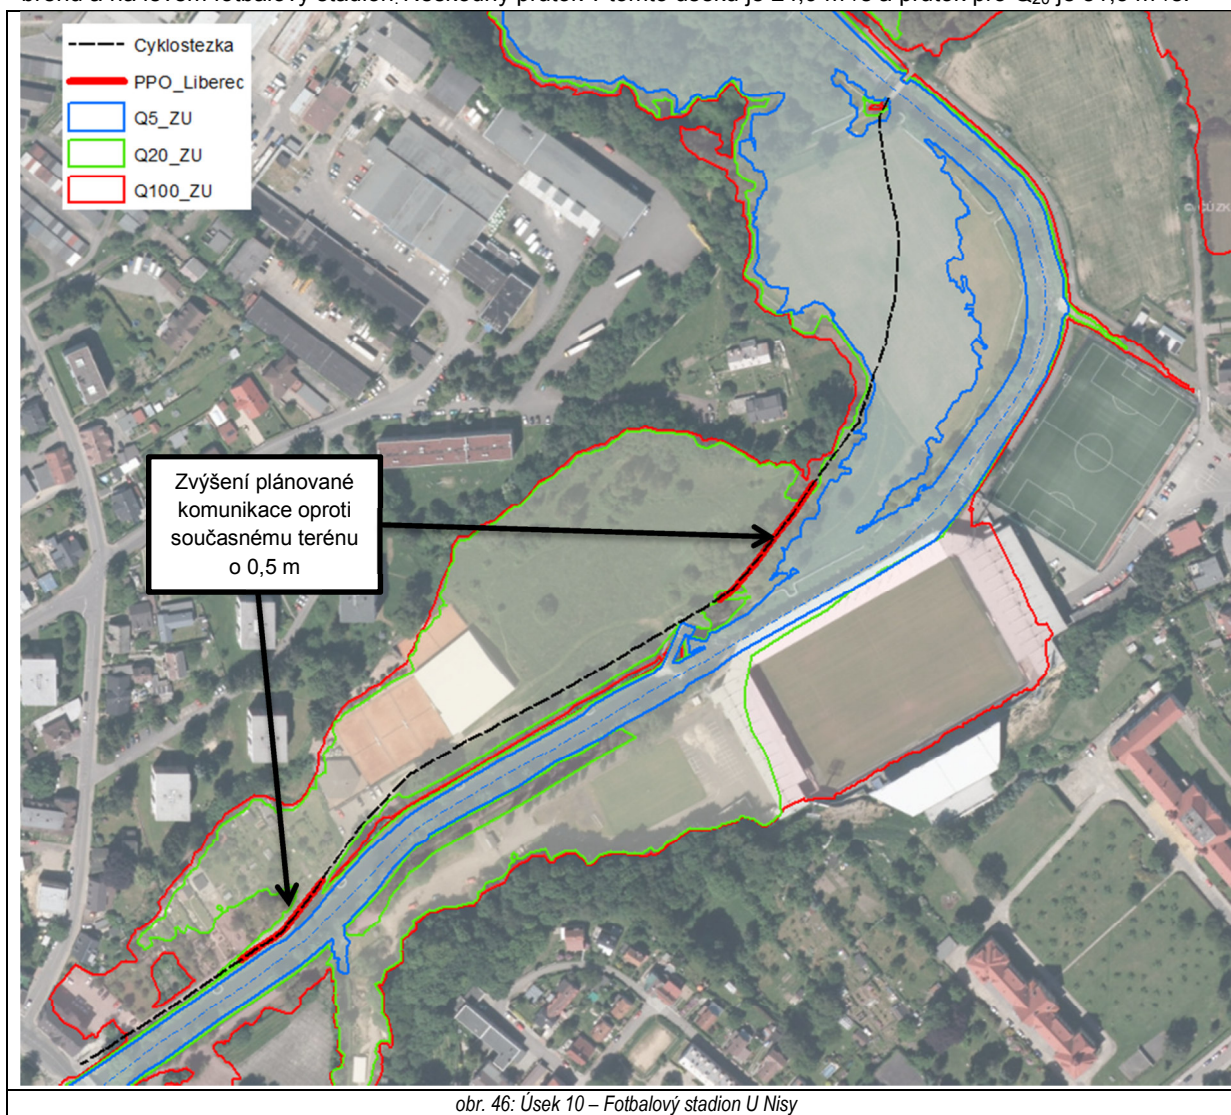 Cyklostezka
PPO_Liberec
Q5_ZU
Q20_ZU
Q100_ZU
Zvýšení plánované
komunikace oproti
současnému terénu
o 0,5 m
obr. 46: Úsek 10 – Fotbalový stadion U Nisy